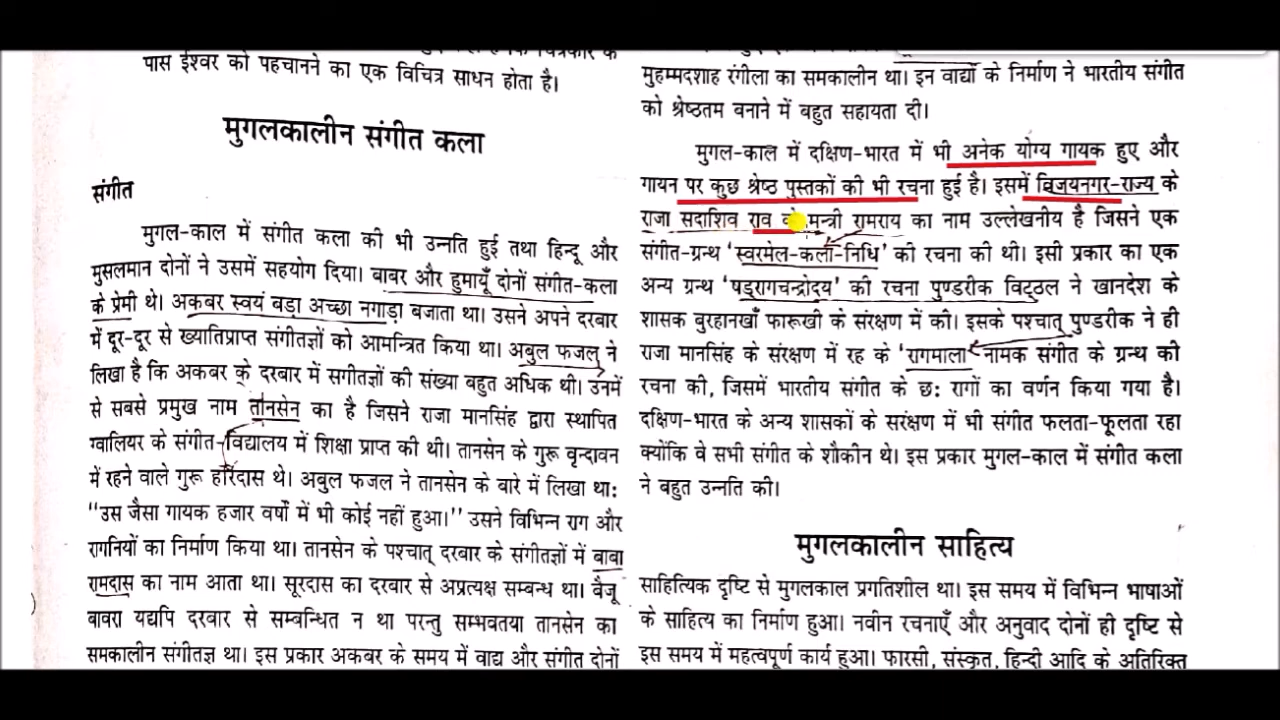 पास ईश्वर को पहचानने का एक विचित्र साधन होता है।
मुगलकालीन संगीत कला
संगीत
मुगल-काल में संगीत कला की भी उन्नति हुई तथा हिन्दू और
मुसलमान दोनों ने उसमें सहयोग दिया। बाबर और हुमायूँ दोनों संगीत-कला
के प्रेमी थे। अकबर स्वयं बड़ा अच्छा नगाड़ा बजाता था। उसने अपने दरबार
में दूर-दूर से ख्यातिप्राप्त संगीतज्ञों को आमन्त्रित किया था। अबुल फजल ने
लिखा है कि अकबर के दरबार में सगीतज्ञों की संख्या बहुत अधिक थी। उनमें
से सबसे प्रमुख नाम तानसेन का है जिसने राजा मानसिंह द्वारा स्थापित
ग्वालियर के संगीत-विद्यालय में शिक्षा प्राप्त की थी। तानसेन के गुरू वृन्दावन
में रहने वाले गुरू हरिदास थे। अबुल फजल ने तानसेन के बारे में लिखा था:
"उस जैसा गायक हजार वर्षों में भी कोई नहीं हुआ।" उसने विभिन्न राग और
रागनियों का निर्माण किया था। तानसेन के पश्चात् दरबार के संगीतज्ञों में बाबा
रामदास का नाम आता था। सूरदास का दरबार से अप्रत्यक्ष सम्बन्ध था। बैजू
बावरा यद्यपि दरबार से सम्बन्धित न था परन्तु सम्भवतया तानसेन का
समकालीन संगीतज्ञ था। इस प्रकार अकबर के समय में वाद्य और संगीत दोनों
मुहम्मदशाह रंगीला का समकालीन था। इन वाद्यों के निर्माण ने भारतीय संगीत
को श्रेष्ठतम बनाने में बहुत सहायता दी।
मुगल-काल में दक्षिण-भारत में भी अनेक योग्य गायक हुए और
गायन पर कुछ श्रेष्ठ पुस्तकों की भी रचना हुई है। इसमें विजयनगर-राज्य के
राजा सदाशिव राव के मन्त्री रामराय का नाम उल्लेखनीय है जिसने एक
संगीत-ग्रन्थ 'स्वरमेल-कला-निधि' की रचना की थी। इसी प्रकार का एक
अन्य ग्रन्थ 'षड्रागचन्द्रोदय' की रचना पुण्डरीक विट्ठल ने खानदेश के
शासक बुरहानखाँ फारूखी के संरक्षण में की। इसके पश्चात् पुण्डरीक ने ही
राजा मानसिंह के संरक्षण में रह के 'रागमाला' नामक संगीत के ग्रन्थ की
रचना की, जिसमें भारतीय संगीत के छः रागों का वर्णन किया गया है।
दक्षिण-भारत के अन्य शासकों के सरंक्षण में भी संगीत फलता-फूलता रहा
क्योंकि वे सभी संगीत के शौकीन थे। इस प्रकार मुगल-काल में संगीत कला
ने बहुत उन्नति की।
मुगलकालीन साहित्य
साहित्यिक दृष्टि से मुगलकाल प्रगतिशील था। इस समय में विभिन्न भाषाओं
के साहित्य का निर्माण हुआ। नवीन रचनाएँ और अनुवाद दोनों ही दृष्टि से
इस समय में महत्वपूर्ण कार्य हुआ। फारसी, संस्कृत, हिन्दी आदि के अतिरिक्त